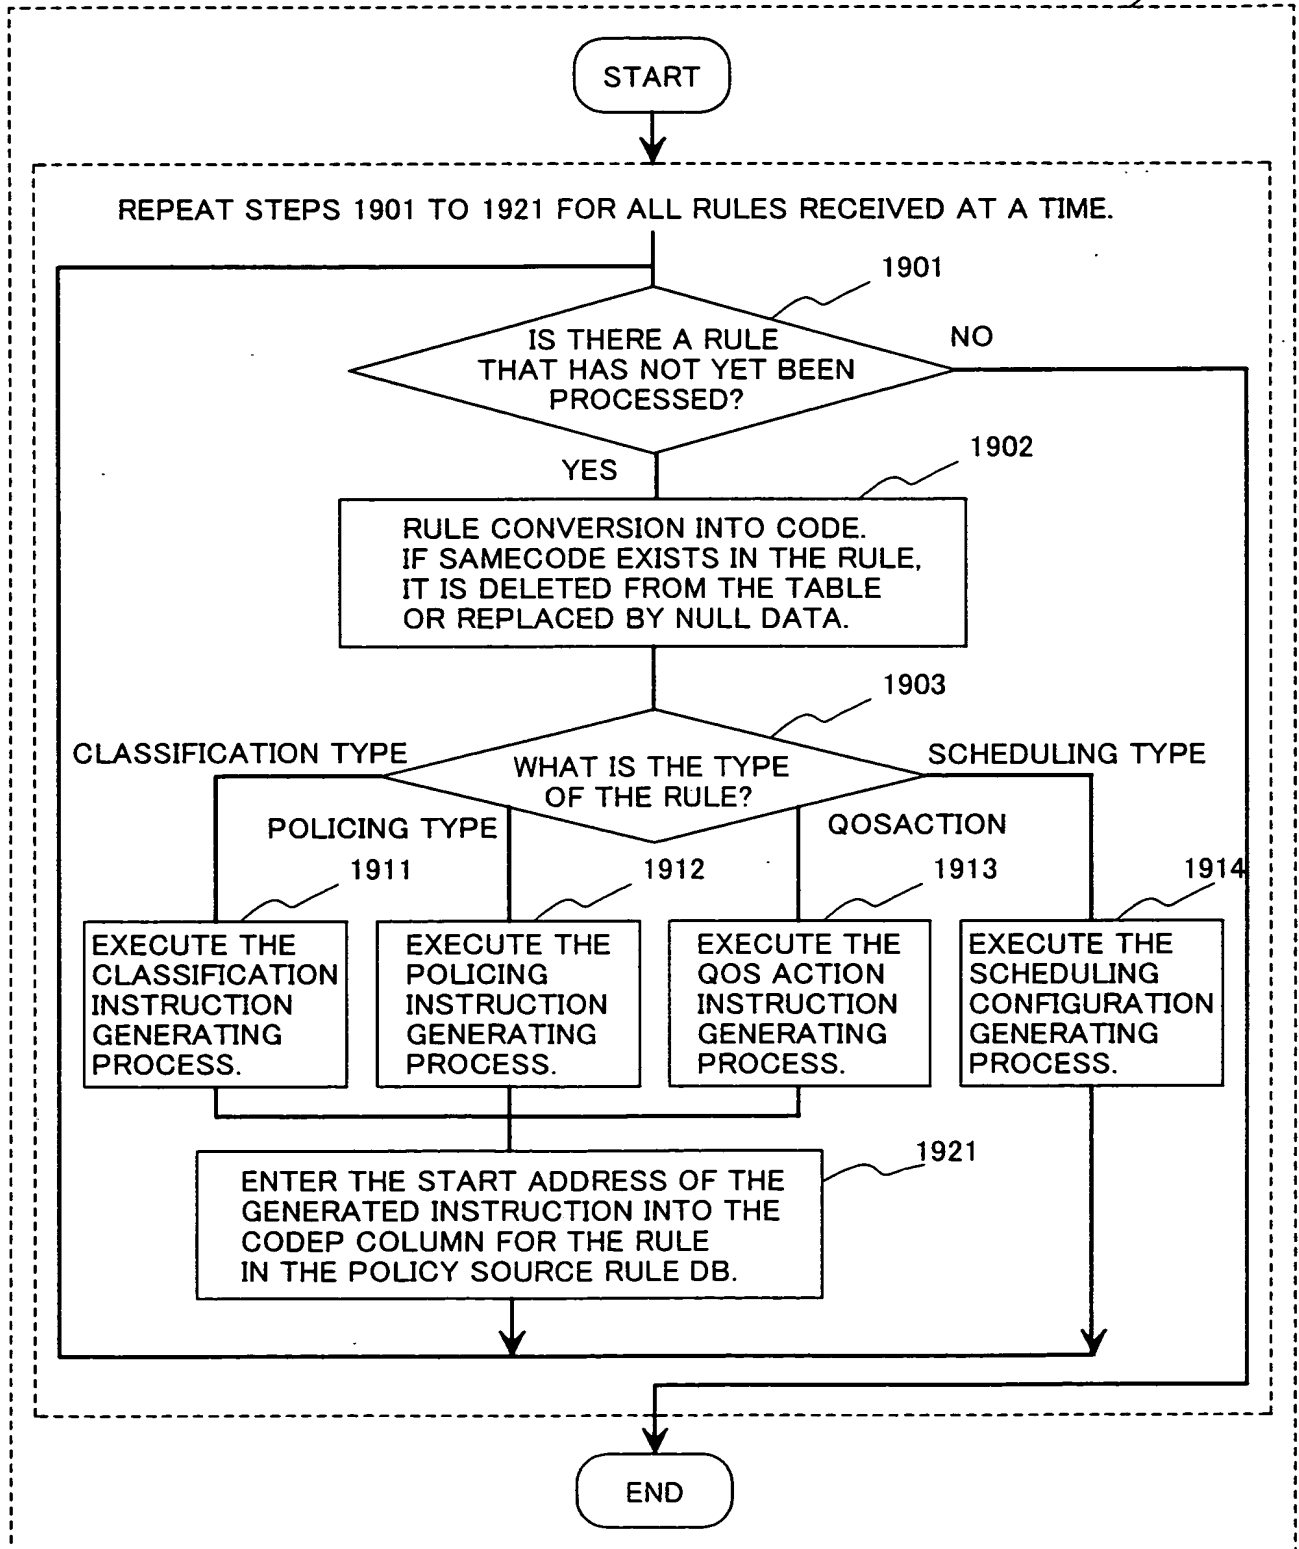 START
REPEAT STEPS 1901 TO 1921 FOR ALL RULES RECEIVED AT A TIME.
1901
IS THERE A RULE
THAT HAS NOT YET BEEN
PROCESSED?
NO
YES
1902
RULE CONVERSION INTO CODE.
IF SAMECODE EXISTS IN THE RULE,
IT IS DELETED FROM THE TABLE
OR REPLACED BY NULL DATA.
1903
CLASSIFICATION TYPE
WHAT IS THE TYPE
OF THE RULE?
SCHEDULING TYPE
POLICING TYPE
QOSACTION
1911
1912
1913
1914
EXECUTE THE
CLASSIFICATION
INSTRUCTION
GENERATING
PROCESS.
EXECUTE THE
POLICING
INSTRUCTION
GENERATING
PROCESS.
EXECUTE THE
QOS ACTION
INSTRUCTION
GENERATING
PROCESS.
EXECUTE THE
SCHEDULING
CONFIGURATION
GENERATING
PROCESS.
1921
ENTER THE START ADDRESS OF THE
GENERATED INSTRUCTION INTO THE
CODEP COLUMN FOR THE RULE
IN THE POLICY SOURCE RULE DB.
END